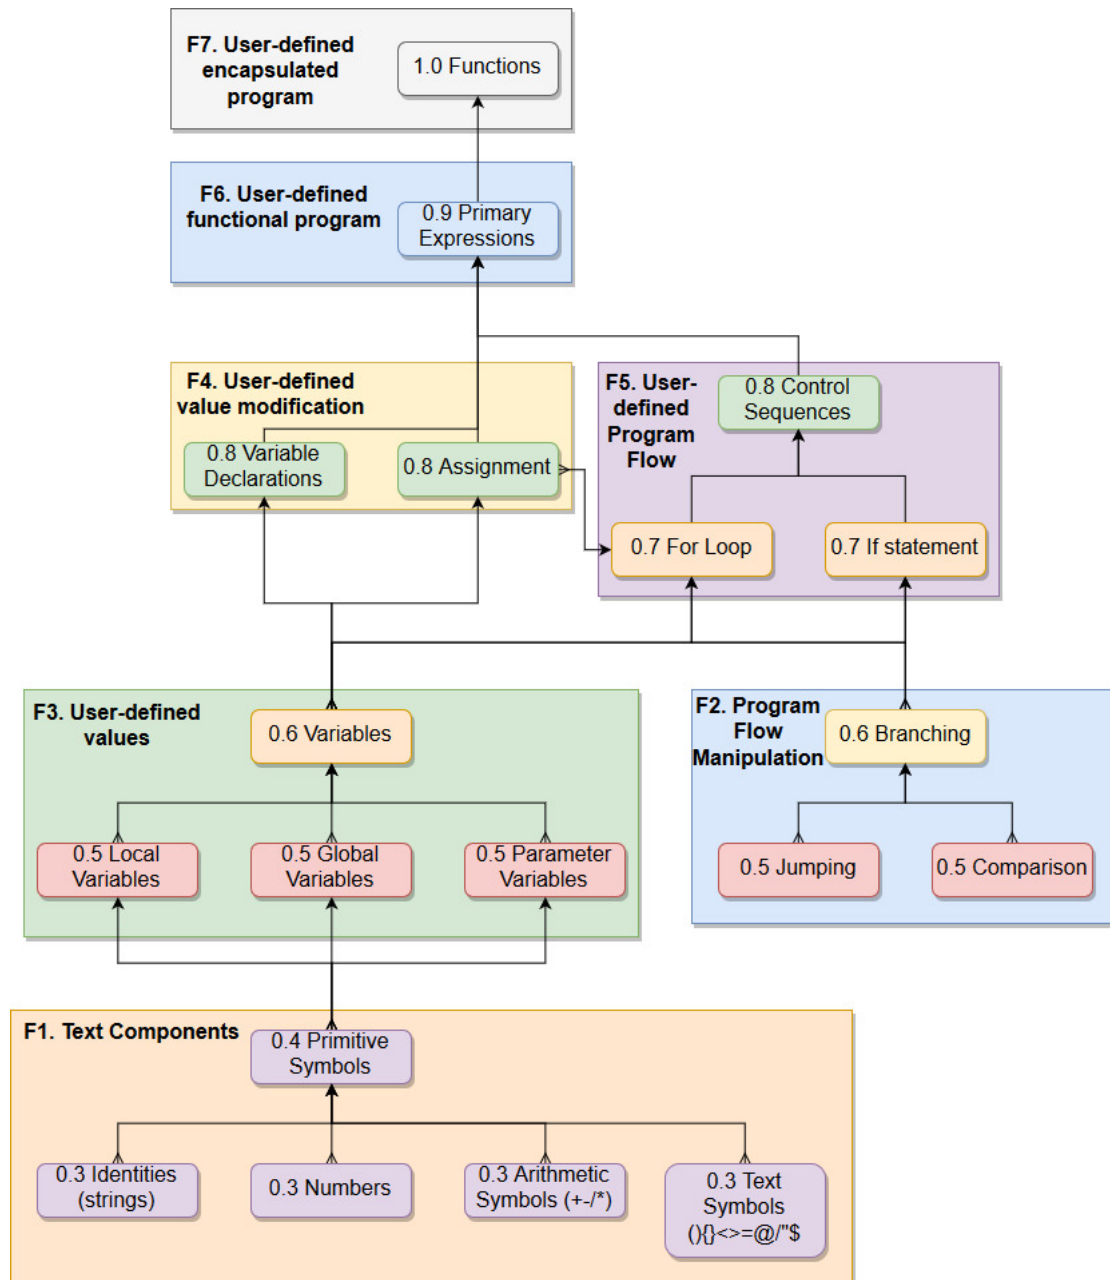 F7. User-defined
encapsulated
program
1.0 Functions
F6. User-defined
functional program
0.9 Primary
Expressions
F4. User-defined
value modification
0.8 Variable
Declarations
0.8 Assignment
F5. User-
defined
Program
Flow
0.8 Control
Sequences
0.7 For Loop
0.7 If statement
F3. User-defined
values
0.6 Variables
0.5 Local
Variables
0.5 Global
Variables
0.5 Parameter
Variables
F2. Program
Flow
Manipulation
0.6 Branching
0.5 Jumping
0.5 Comparison
F1. Text Components
0.4 Primitive
Symbols
0.3 Identities
(strings)
0.3 Numbers
0.3 Arithmetic
Symbols (+-/*)
0.3 Text
Symbols
(){}<>=@/"$